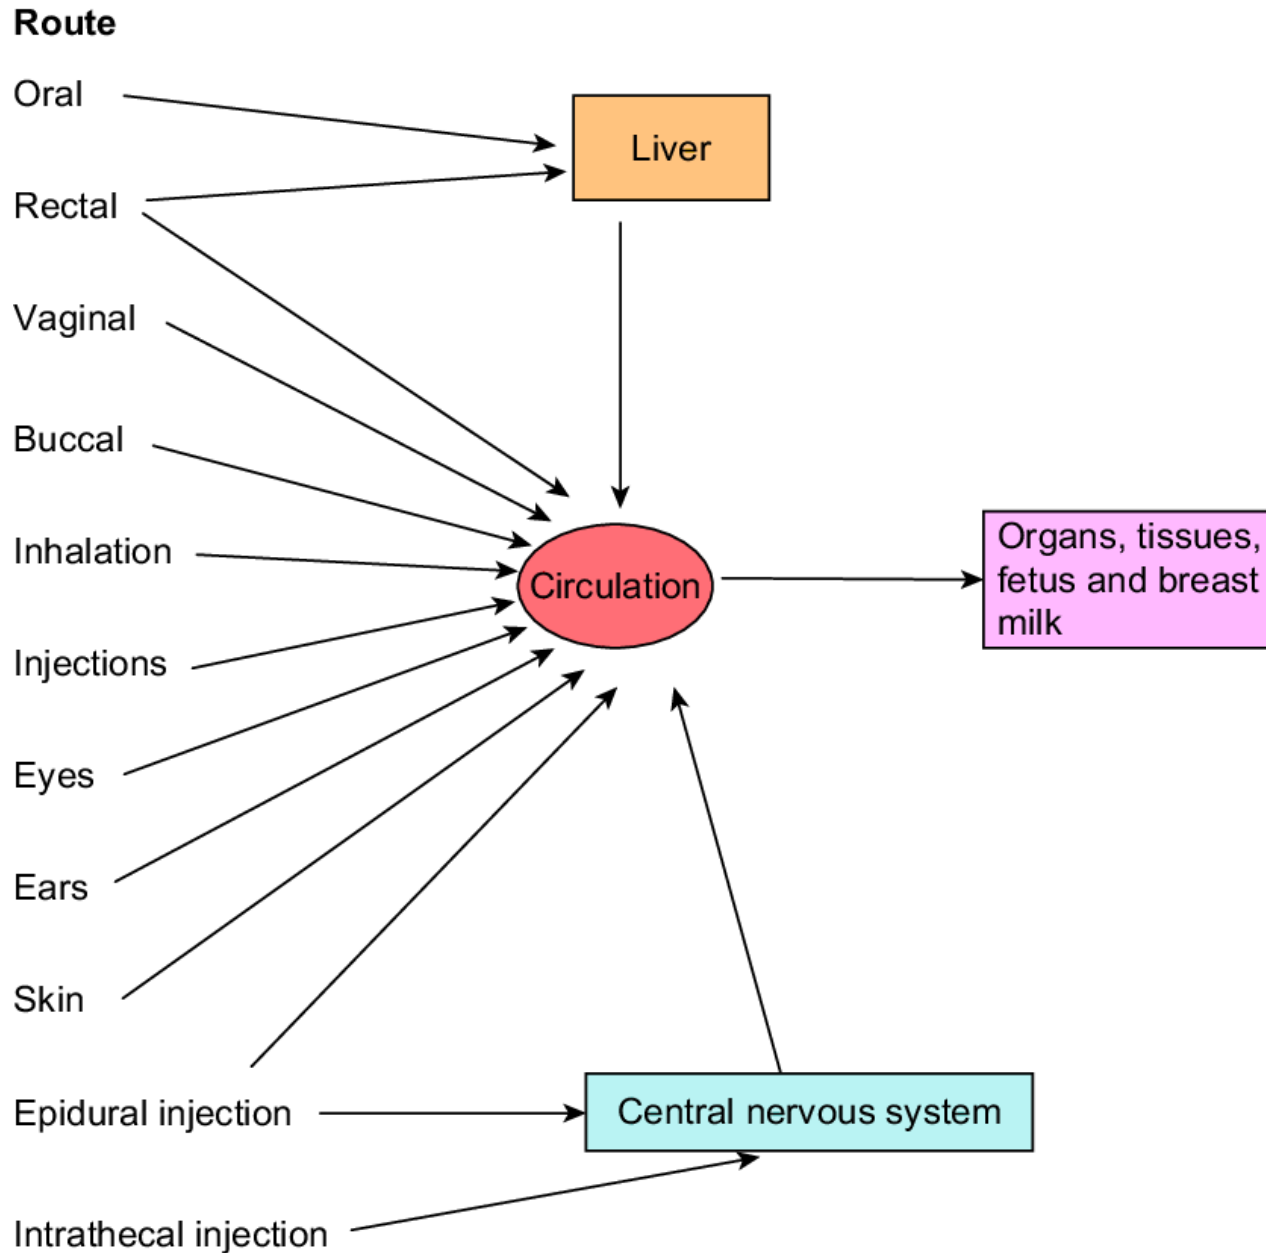 Route
Oral
Liver
Rectal
Vaginal
Buccal
Inhalation
Circulation
Organs, tissues,
fetus and breast
milk
Injections
Eyes
Ears
Skin
Epidural injection
Central nervous system
Intrathecal injection